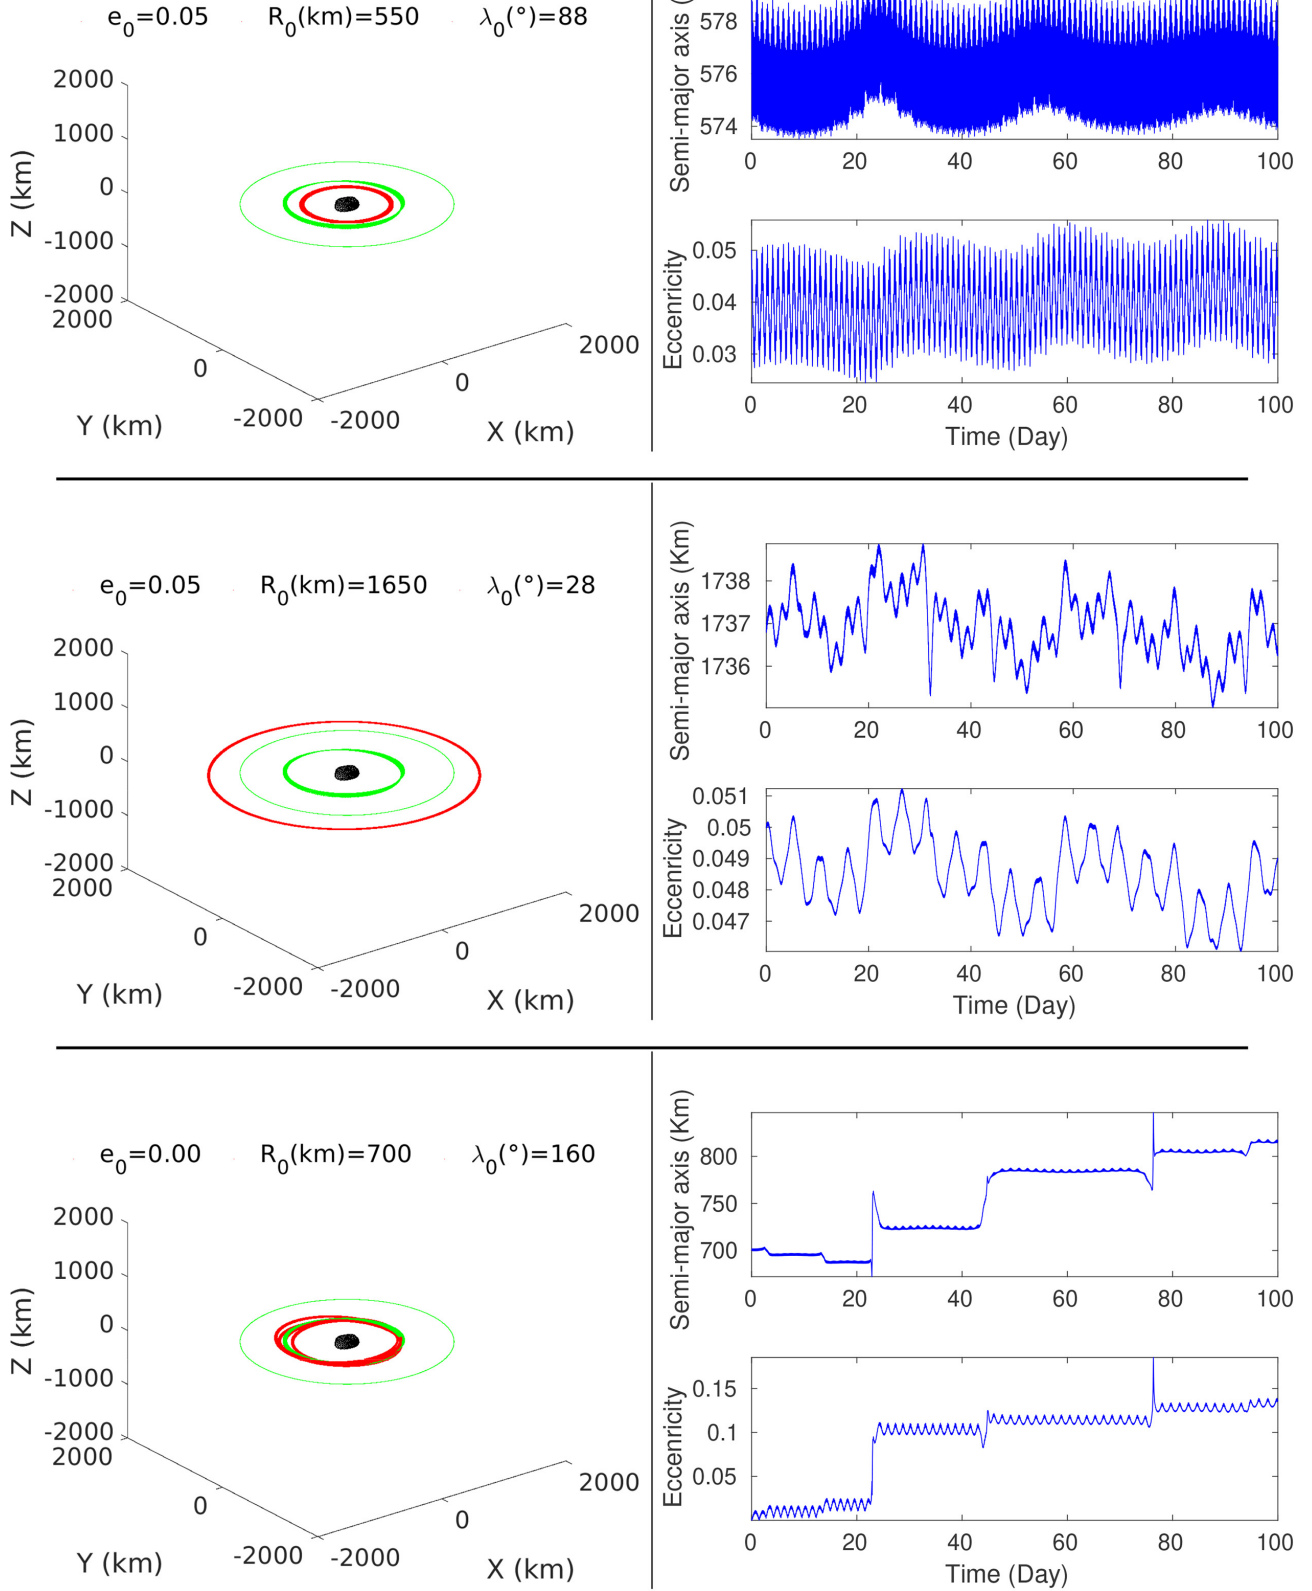 e0=0.05 R0(km)=550 λ0(°)=88
2000
1000
0
-1000
-2000
Z (km)
2000
0
-2000
Y (km)
-2000
0
2000
X (km)
Semi-major axis (
578
576
574
0 20 40 60 80 100
Eccenricity
0.05
0.04
0.03
0 20 40 60 80 100
Time (Day)
e0=0.05 R0(km)=1650 λ0(°)=28
2000
1000
0
-1000
-2000
Z (km)
2000
0
-2000
Y (km)
-2000
0
2000
X (km)
Semi-major axis (Km)
1738
1737
1736
0 20 40 60 80 100
Eccenricity
0.051
0.05
0.049
0.048
0.047
0 20 40 60 80 100
Time (Day)
e0=0.00 R0(km)=700 λ0(°)=160
2000
1000
0
-1000
-2000
Z (km)
2000
0
-2000
Y (km)
-2000
0
2000
X (km)
Semi-major axis (Km)
800
750
700
0 20 40 60 80 100
Eccenricity
0.15
0.1
0.05
0 20 40 60 80 100
Time (Day)